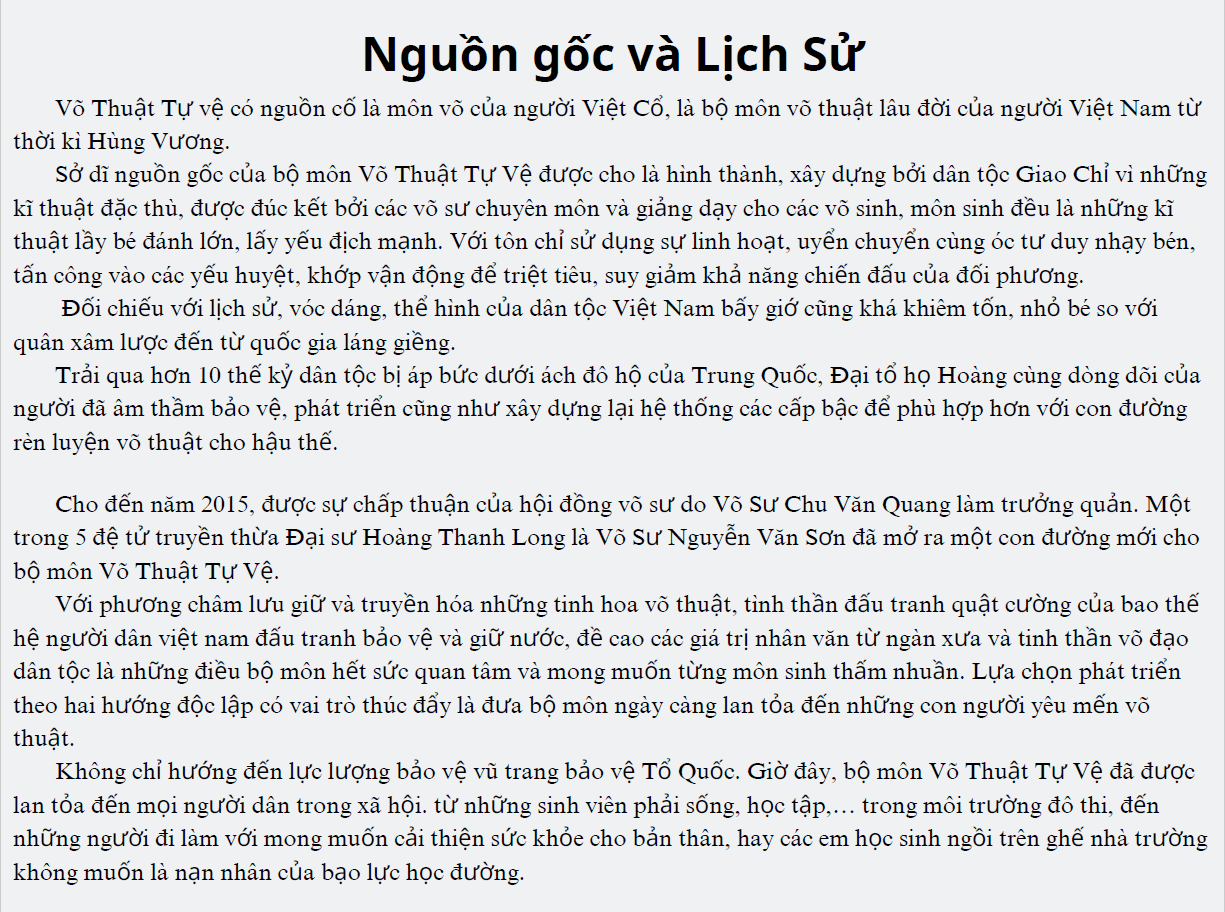 Nguồn gốc và Lịch Sử
Võ Thuật Tự vệ có nguồn cố là môn võ của người Việt Cổ, là bộ môn võ thuật lâu đời của người Việt Nam từ
thời kì Hùng Vương.
Sở dĩ nguồn gốc của bộ môn Võ Thuật Tự Vệ được cho là hình thành, xây dựng bởi dân tộc Giao Chỉ vì những
kĩ thuật đặc thù, được đúc kết bởi các võ sư chuyên môn và giảng dạy cho các võ sinh, môn sinh đều là những kĩ
thuật lầy bé đánh lớn, lấy yếu địch mạnh. Với tôn chỉ sử dụng sự linh hoạt, uyển chuyển cùng óc tư duy nhạy bén,
tấn công vào các yếu huyệt, khớp vận động để triệt tiêu, suy giảm khả năng chiến đấu của đối phương.
Đối chiếu với lịch sử, vóc dáng, thể hình của dân tộc Việt Nam bấy giớ cũng khá khiêm tốn, nhỏ bé so với
quân xâm lược đến từ quốc gia láng giềng.
Trải qua hơn 10 thế kỷ dân tộc bị áp bức dưới ách đô hộ của Trung Quốc, Đại tổ họ Hoàng cùng dòng dõi của
người đã âm thầm bảo vệ, phát triển cũng như xây dựng lại hệ thống các cấp bậc để phù hợp hơn với con đường
rèn luyện võ thuật cho hậu thế.
Cho đến năm 2015, được sự chấp thuận của hội đồng võ sư do Võ Sư Chu Văn Quang làm trưởng quản. Một
trong 5 đệ tử truyền thừa Đại sư Hoàng Thanh Long là Võ Sư Nguyễn Văn Sơn đã mở ra một con đường mới cho
bộ môn Võ Thuật Tự Vệ.
Với phương châm lưu giữ và truyền hóa những tinh hoa võ thuật, tình thần đấu tranh quật cường của bao thế
hệ người dân việt nam đấu tranh bảo vệ và giữ nước, đề cao các giá trị nhân văn từ ngàn xưa và tinh thần võ đạo
dân tộc là những điều bộ môn hết sức quan tâm và mong muốn từng môn sinh thấm nhuần. Lựa chọn phát triển
theo hai hướng độc lập có vai trò thúc đẩy là đưa bộ môn ngày càng lan tỏa đến những con người yêu mến võ
thuật.
Không chỉ hướng đến lực lượng bảo vệ vũ trang bảo vệ Tổ Quốc. Giờ đây, bộ môn Võ Thuật Tự Vệ đã được
lan tỏa đến mọi người dân trong xã hội. từ những sinh viên phải sống, học tập,… trong môi trường đô thi, đến
những người đi làm với mong muốn cải thiện sức khỏe cho bản thân, hay các em học sinh ngồi trên ghế nhà trường
không muốn là nạn nhân của bạo lực học đường.